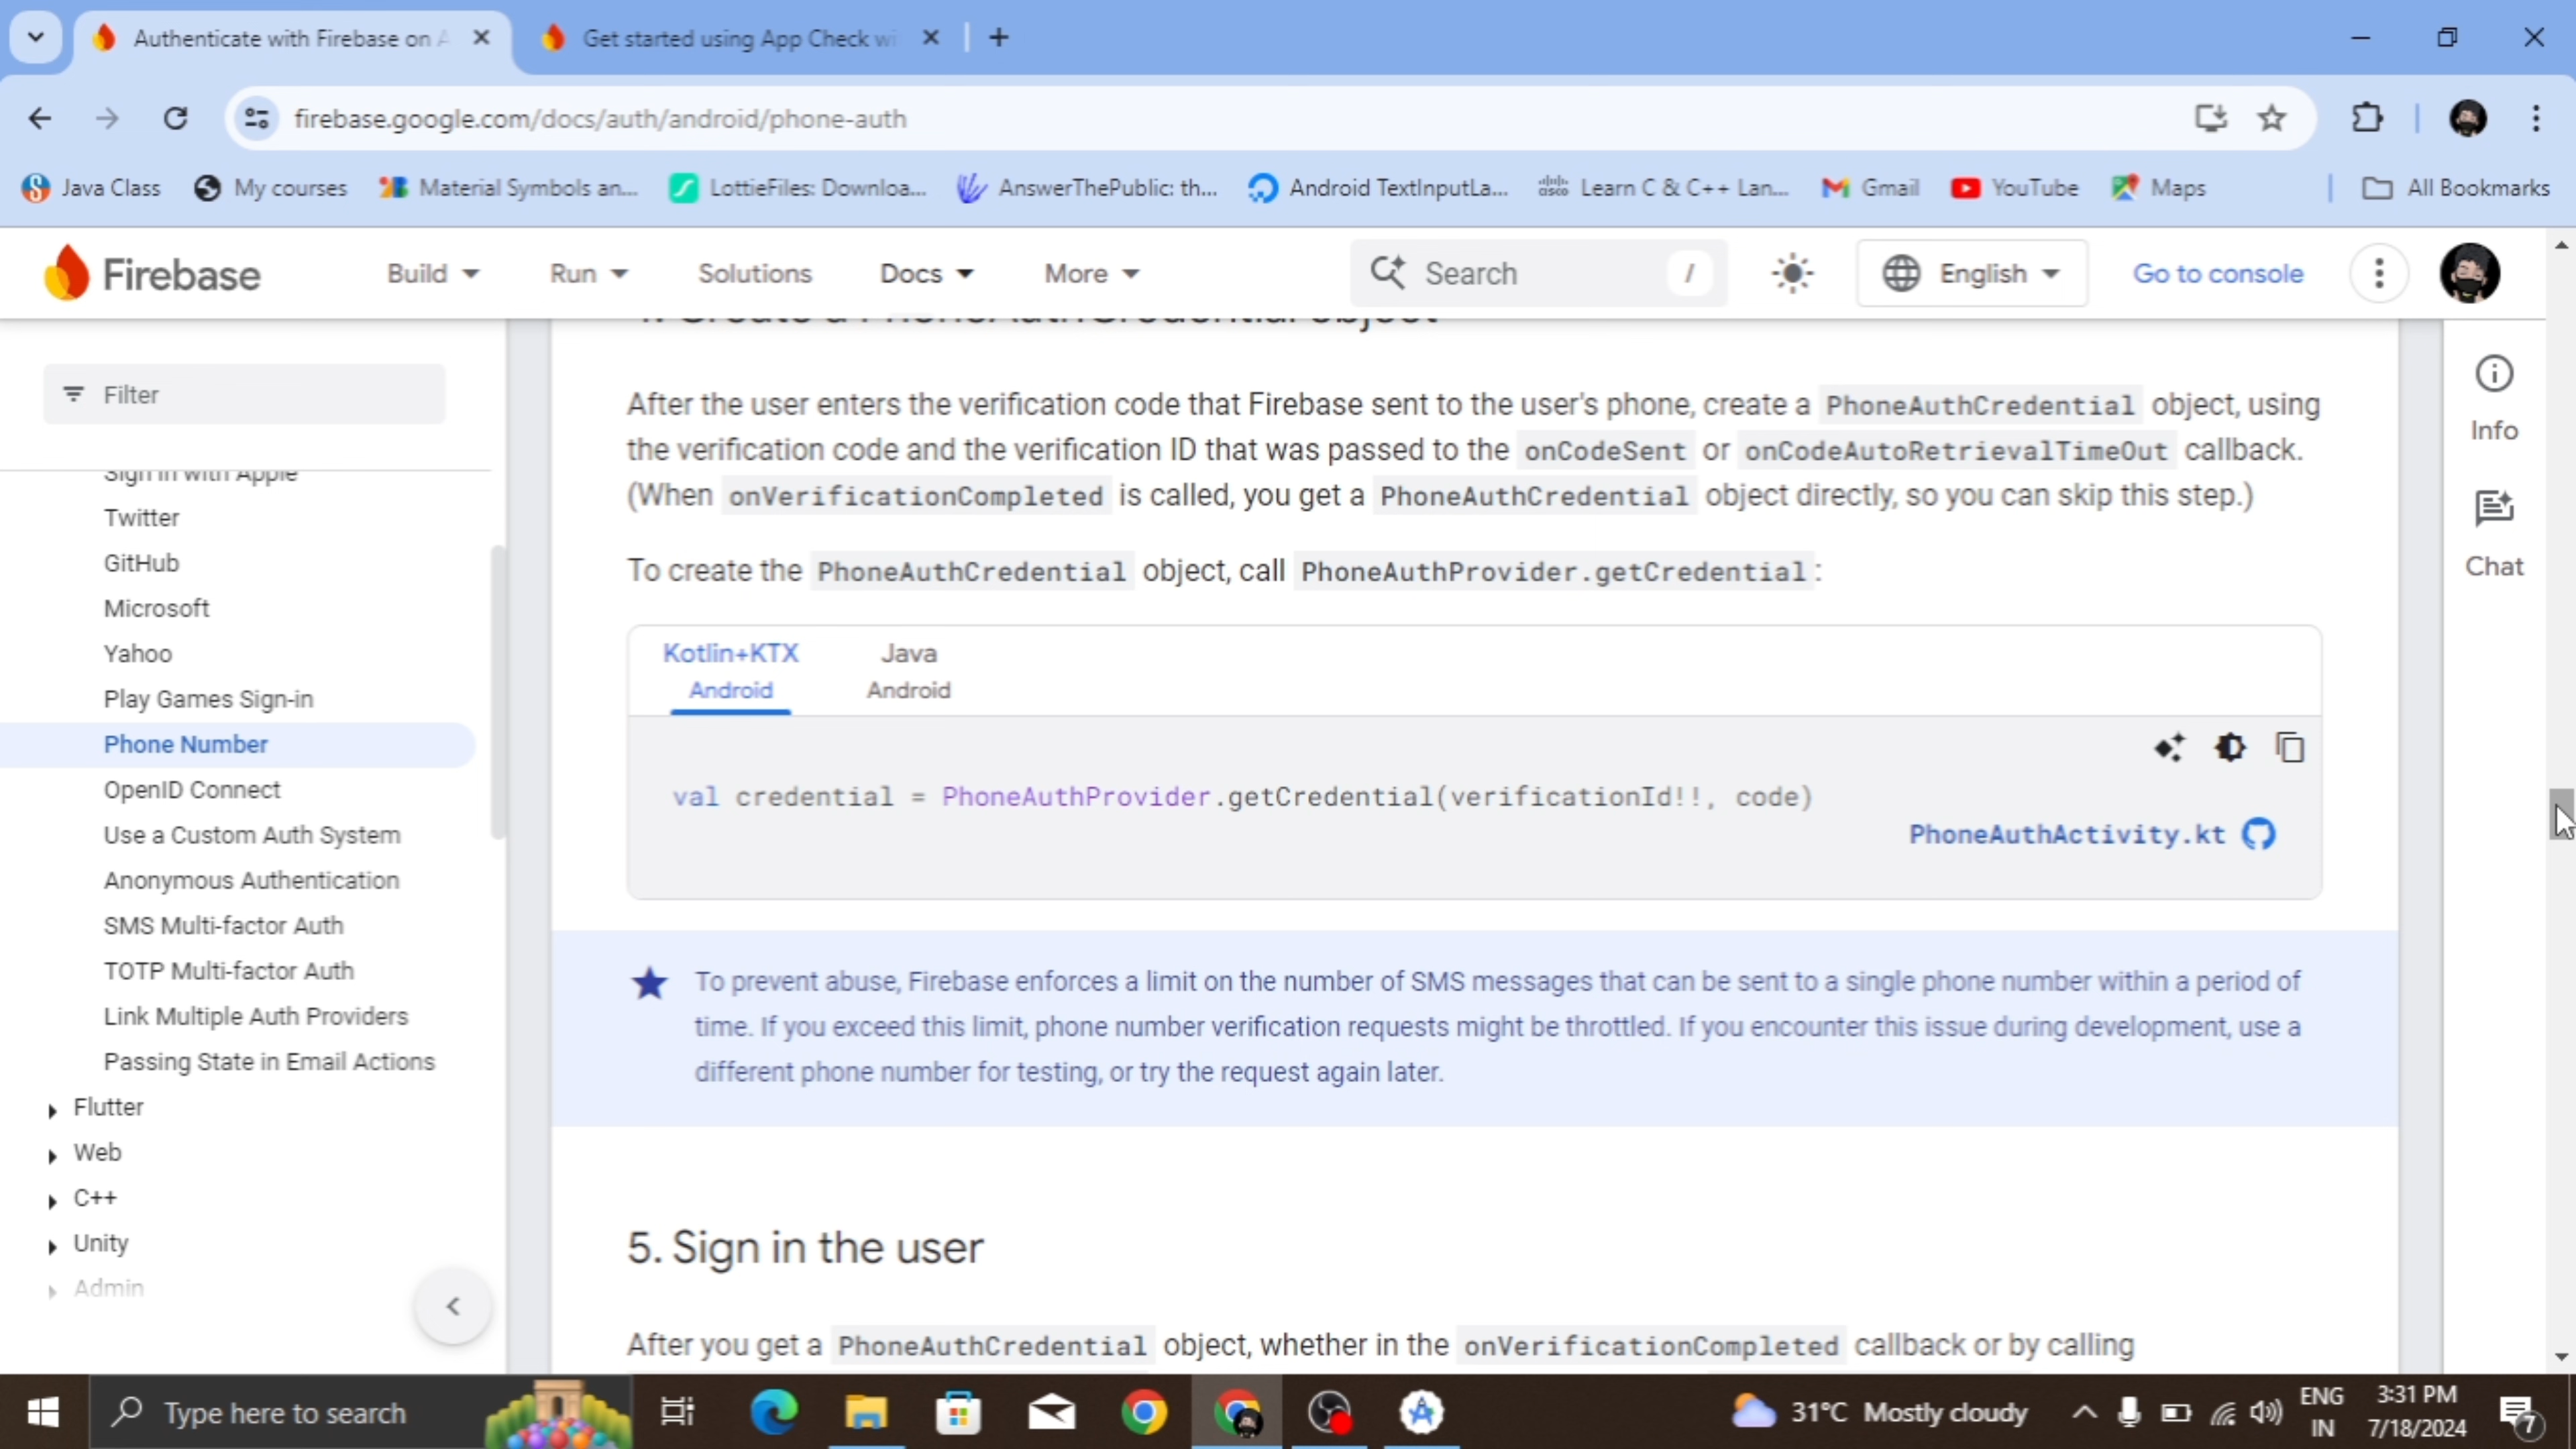 Authenticate with Firebase on A
Get started using App Check wi
firebase.google.com/docs/auth/android/phone-auth
Java Class
My courses
Material Symbols an...
LottieFiles: Downloa...
AnswerThePublic: th...
Android TextInputLa...
Learn C & C++ Lan...
Gmail
YouTube
Maps
All Bookmarks
Firebase
Build
Run
Solutions
Docs
More
Search
/
English
Go to console
Filter
Sign in with Apple
Twitter
GitHub
Microsoft
Yahoo
Play Games Sign-in
Phone Number
OpenID Connect
Use a Custom Auth System
Anonymous Authentication
SMS Multi-factor Auth
TOTP Multi-factor Auth
Link Multiple Auth Providers
Passing State in Email Actions
Flutter
Web
C++
Unity
Admin
4. Create a PhoneAuthCredential object
After the user enters the verification code that Firebase sent to the user's phone, create a PhoneAuthCredential object, using
the verification code and the verification ID that was passed to the onCodeSent or onCodeAutoRetrievalTimeOut callback.
(When onVerificationCompleted is called, you get a PhoneAuthCredential object directly, so you can skip this step.)
To create the PhoneAuthCredential object, call PhoneAuthProvider.getCredential:
Kotlin+KTX
Android
Java
Android
val credential = PhoneAuthProvider.getCredential(verificationId!!, code)
PhoneAuthActivity.kt
To prevent abuse, Firebase enforces a limit on the number of SMS messages that can be sent to a single phone number within a period of
time. If you exceed this limit, phone number verification requests might be throttled. If you encounter this issue during development, use a
different phone number for testing, or try the request again later.
5. Sign in the user
After you get a PhoneAuthCredential object, whether in the onVerificationCompleted callback or by calling
Info
Chat
Type here to search
31°C Mostly cloudy
ENG
IN
3:31 PM
7/18/2024
7